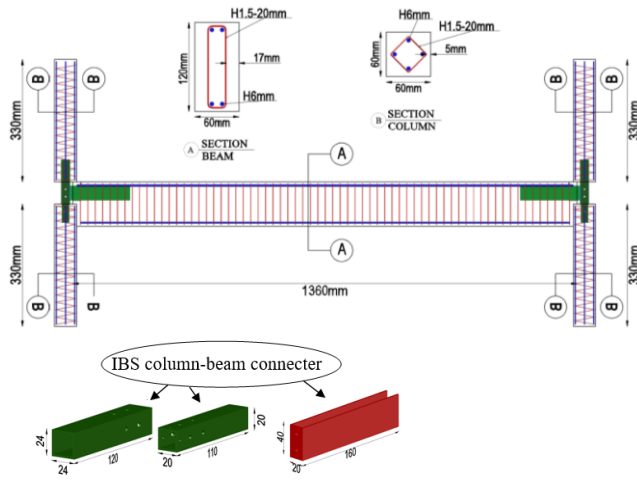 H1.5-20mm
120mm
17mm
H6mm
60mm
A SECTION
BEAM
H6mm
H1.5-20mm
60mm
5mm
60mm
B SECTION
COLUMN
B B
330mm
B B
330mm
A
A
330mm
B B
330mm
B B
1360mm
IBS column-beam connecter
24
24
120
20
20
110
40
20
160